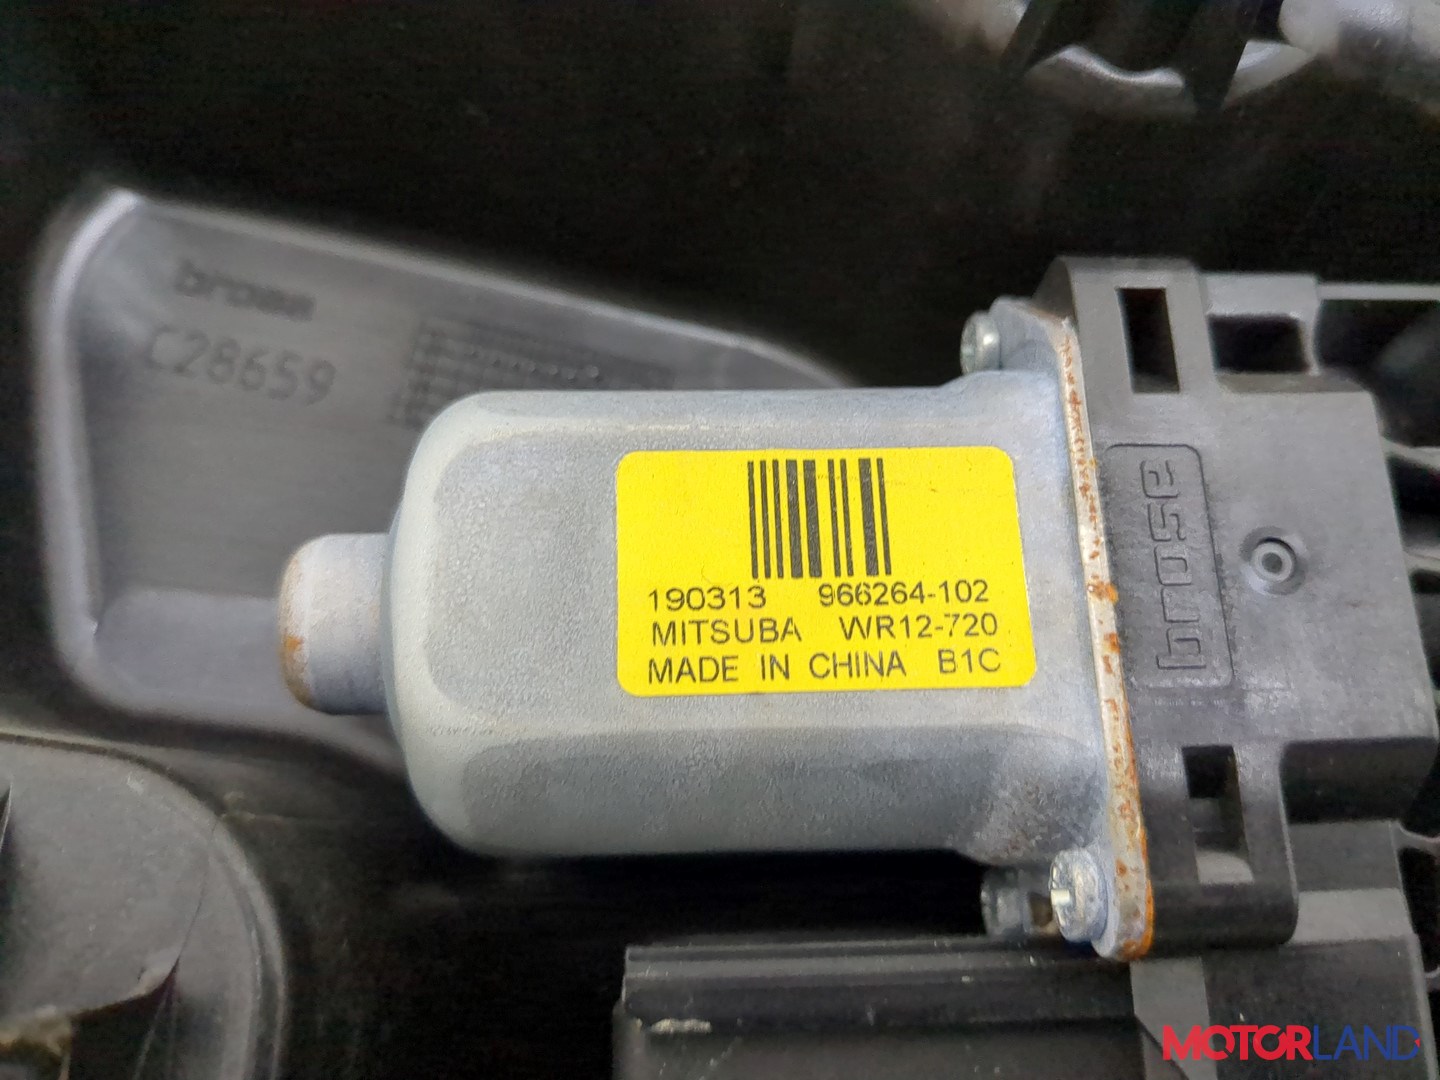 brose
C28659
190313 966264-102
MITSUBA WR12-720
MADE IN CHINA B1C
brose
MOTORLAND